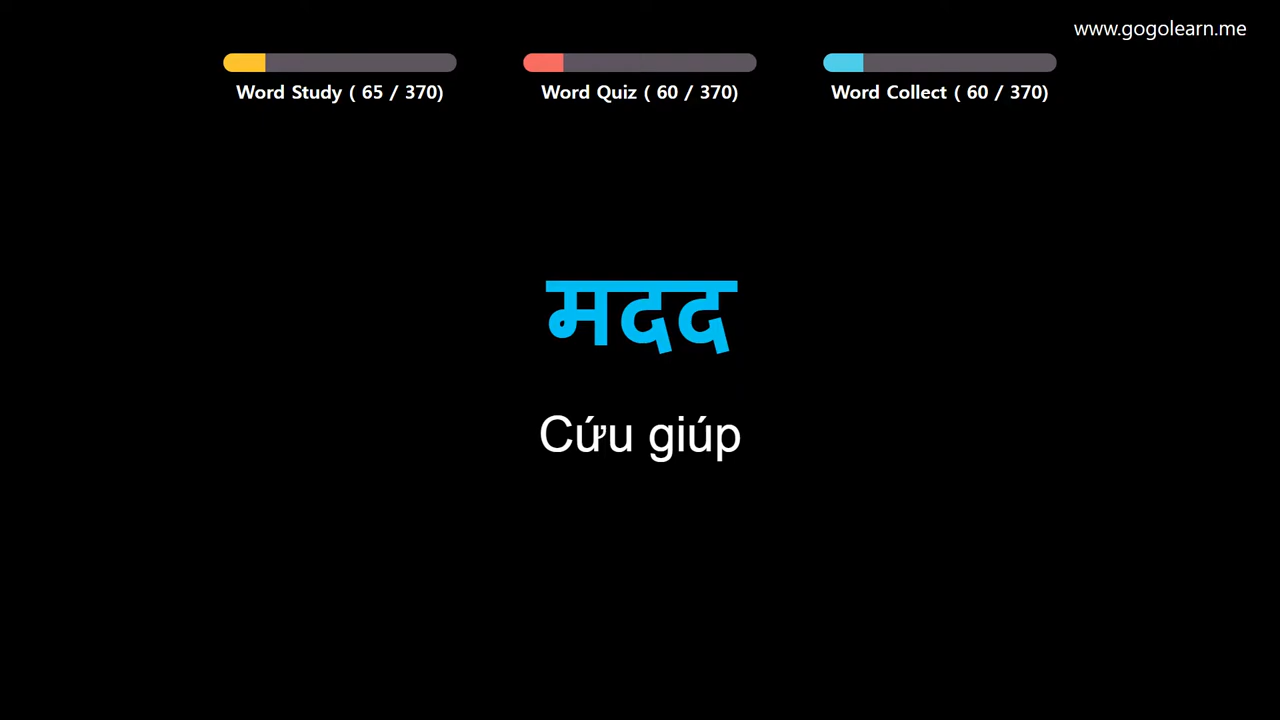 www.gogolearn.me
Word Study ( 65 / 370)
Word Quiz ( 60 / 370)
Word Collect ( 60 / 370)
मदद
Cứu giúp